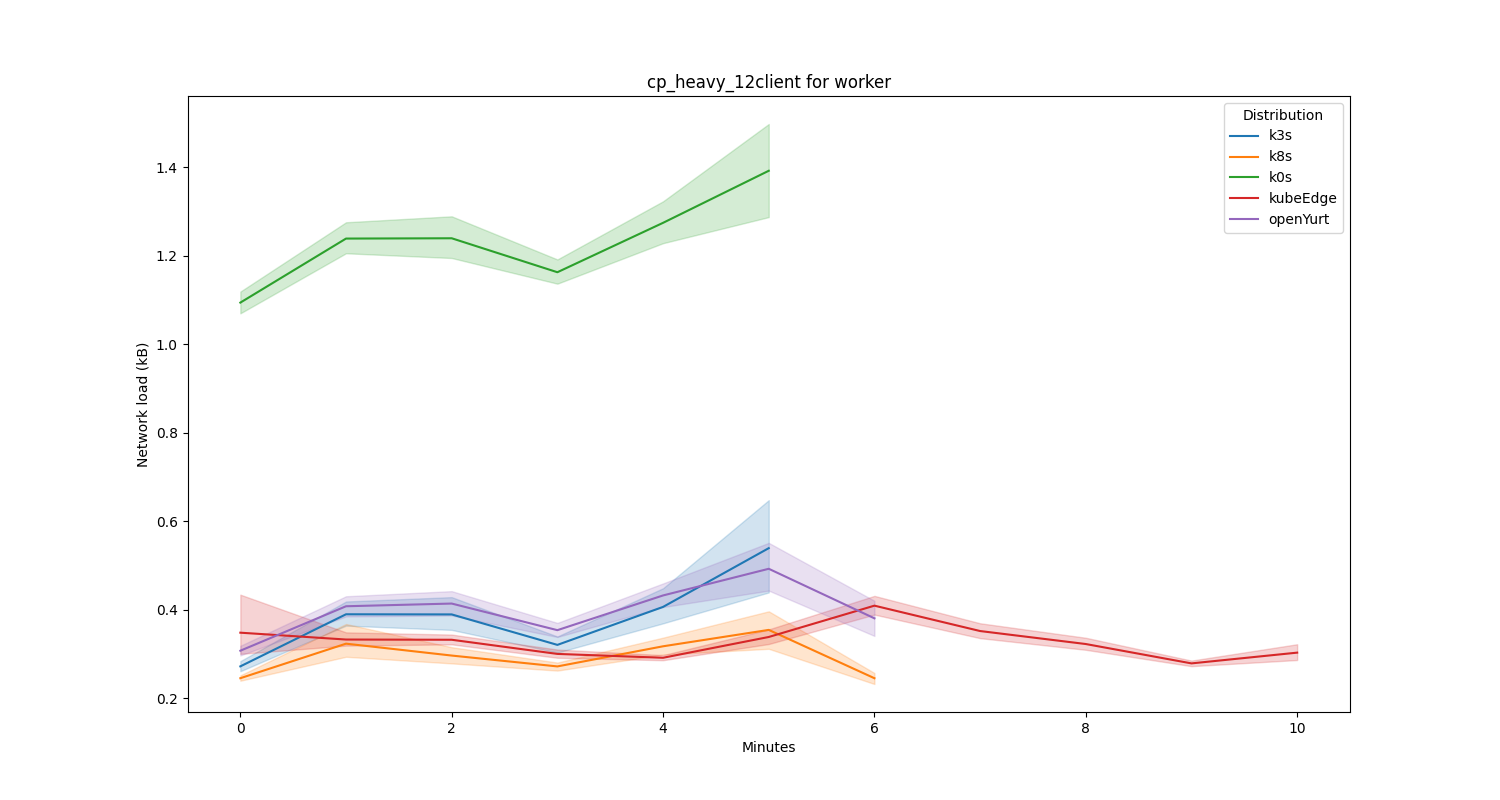 cp_heavy_12client for worker
Distribution
k3s
k8s
k0s
kubeEdge
openYurt
Network load (kB)
1.4
1.2
1.0
0.8
0.6
0.4
0.2
0
2
4
6
8
10
Minutes